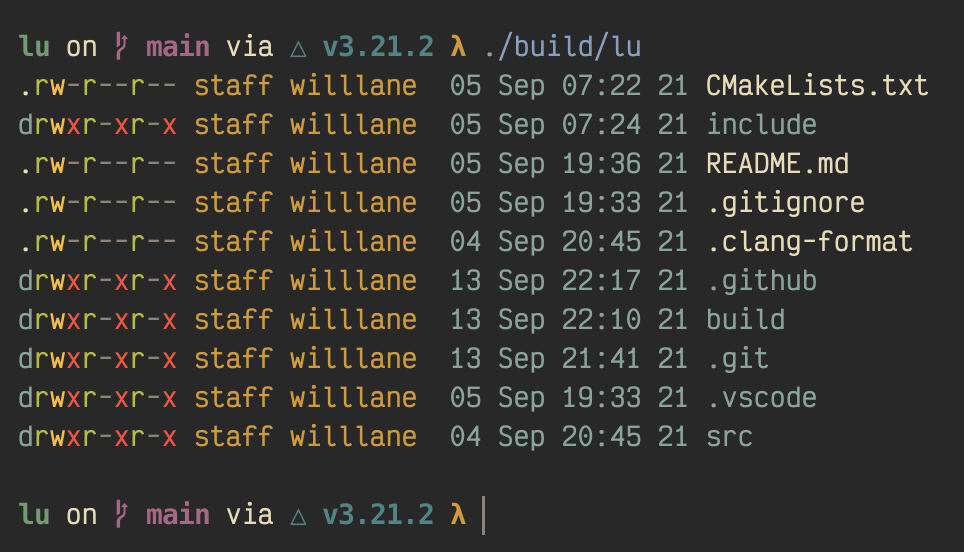 lu on main via △ v3.21.2 λ ./build/lu
.rw-r--r-- staff willlane 05 Sep 07:22 21 CMakeLists.txt
drwxr-xr-x staff willlane 05 Sep 07:24 21 include
.rw-r--r-- staff willlane 05 Sep 19:36 21 README.md
.rw-r--r-- staff willlane 05 Sep 19:33 21 .gitignore
.rw-r--r-- staff willlane 04 Sep 20:45 21 .clang-format
drwxr-xr-x staff willlane 13 Sep 22:17 21 .github
drwxr-xr-x staff willlane 13 Sep 22:10 21 build
drwxr-xr-x staff willlane 13 Sep 21:41 21 .git
drwxr-xr-x staff willlane 05 Sep 19:33 21 .vscode
drwxr-xr-x staff willlane 04 Sep 20:45 21 src
lu on main via △ v3.21.2 λ